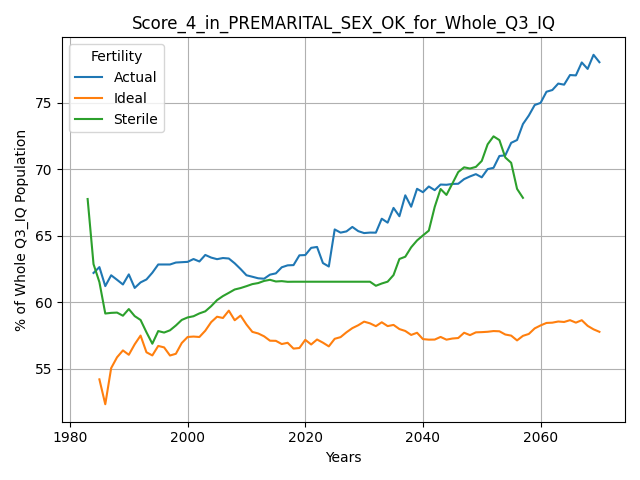 Score_4_in_PREMARITAL_SEX_OK_for_Whole_Q3_IQ
Fertility
Actual
Ideal
Sterile
% of Whole Q3_IQ Population
75
70
65
60
55
1980
2000
2020
2040
2060
Years